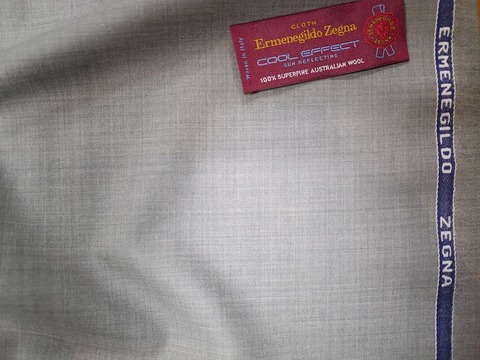 CLOTH
Ermenegildo Zegna
COOL EFFECT
SUN REFLECTING
100% SUPERFINE AUSTRALIAN WOOL
Woven in Italy
ERMENEGILDO ZEGNA